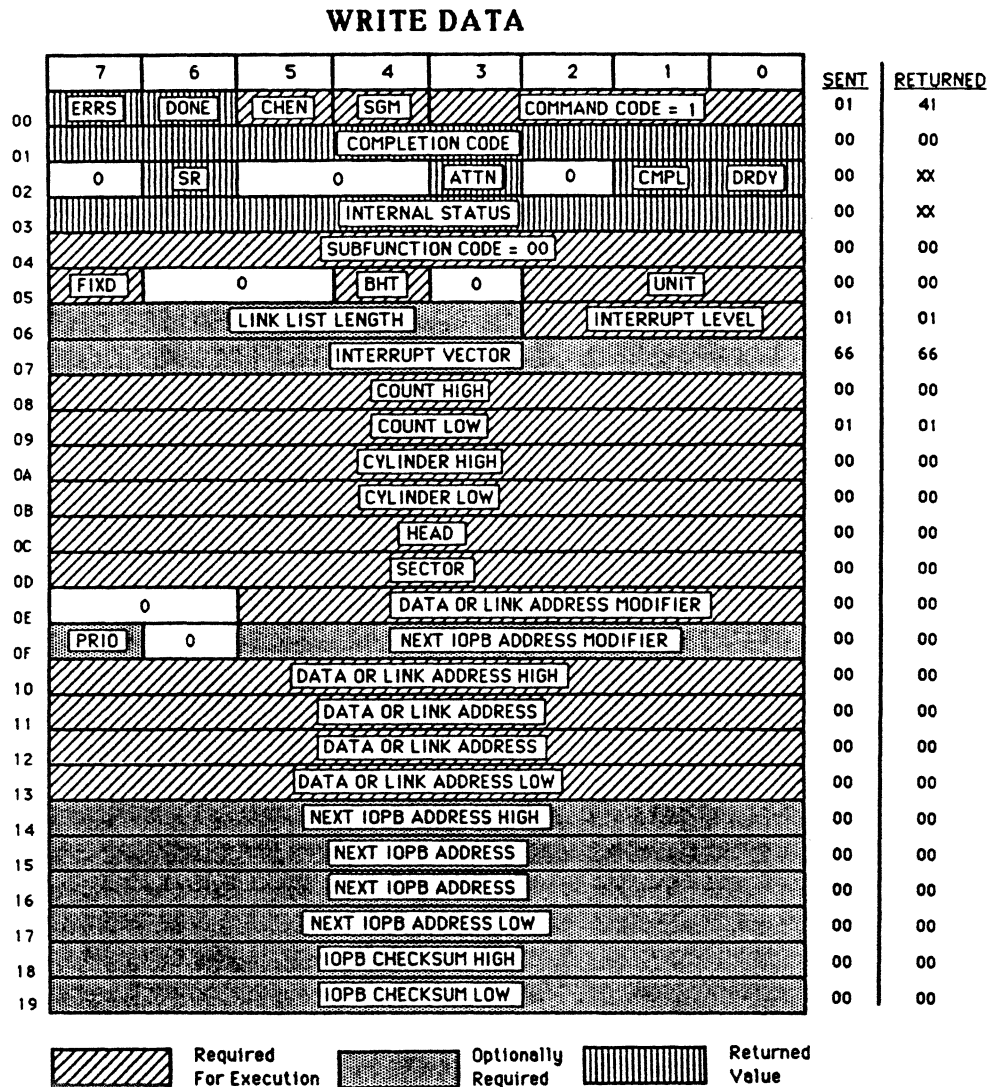 WRITE DATA
7 6 5 4 3 2 1 0 SENT RETURNED
00 ERRS DONE CHEN SGM COMMAND CODE = 1 01 41
01 COMPLETION CODE 00 00
02 0 SR 0 ATTN 0 CMPL DRDY 00 XX
03 INTERNAL STATUS 00 XX
04 SUBFUNCTION CODE = 00 00 00
05 FIXD 0 BHT 0 UNIT 00 00
06 LINK LIST LENGTH INTERRUPT LEVEL 01 01
07 INTERRUPT VECTOR 66 66
08 COUNT HIGH 00 00
09 COUNT LOW 01 01
0A CYLINDER HIGH 00 00
0B CYLINDER LOW 00 00
0C HEAD 00 00
0D SECTOR 00 00
0E 0 DATA OR LINK ADDRESS MODIFIER 00 00
0F PRIO 0 NEXT IOPB ADDRESS MODIFIER 00 00
10 DATA OR LINK ADDRESS HIGH 00 00
11 DATA OR LINK ADDRESS 00 00
12 DATA OR LINK ADDRESS 00 00
13 DATA OR LINK ADDRESS LOW 00 00
14 NEXT IOPB ADDRESS HIGH 00 00
15 NEXT IOPB ADDRESS 00 00
16 NEXT IOPB ADDRESS 00 00
17 NEXT IOPB ADDRESS LOW 00 00
18 IOPB CHECKSUM HIGH 00 00
19 IOPB CHECKSUM LOW 00 00
Required Optionally Returned
For Execution Required Value